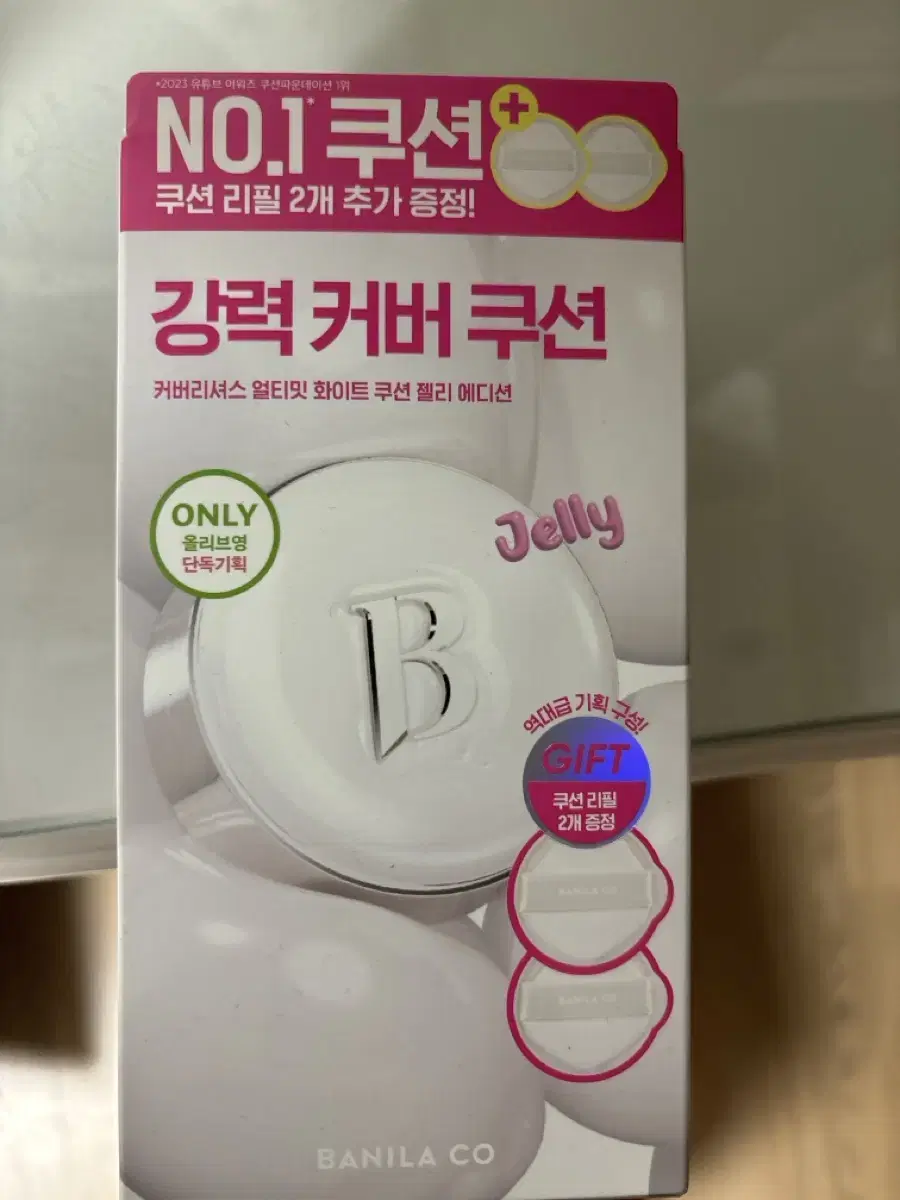 *2023 유튜브 어워즈 쿠션파운데이션 1위
NO.1* 쿠션
쿠션 리필 2개 추가 증정!
강력 커버 쿠션
커버리셔스 얼티밋 화이트 쿠션 젤리 에디션
ONLY
올리브영
단독기획
Jelly
B
역대급 기획 구성!
GIFT
쿠션 리필
2개 증정
BANILA CO
BANILA CO
BANILA CO